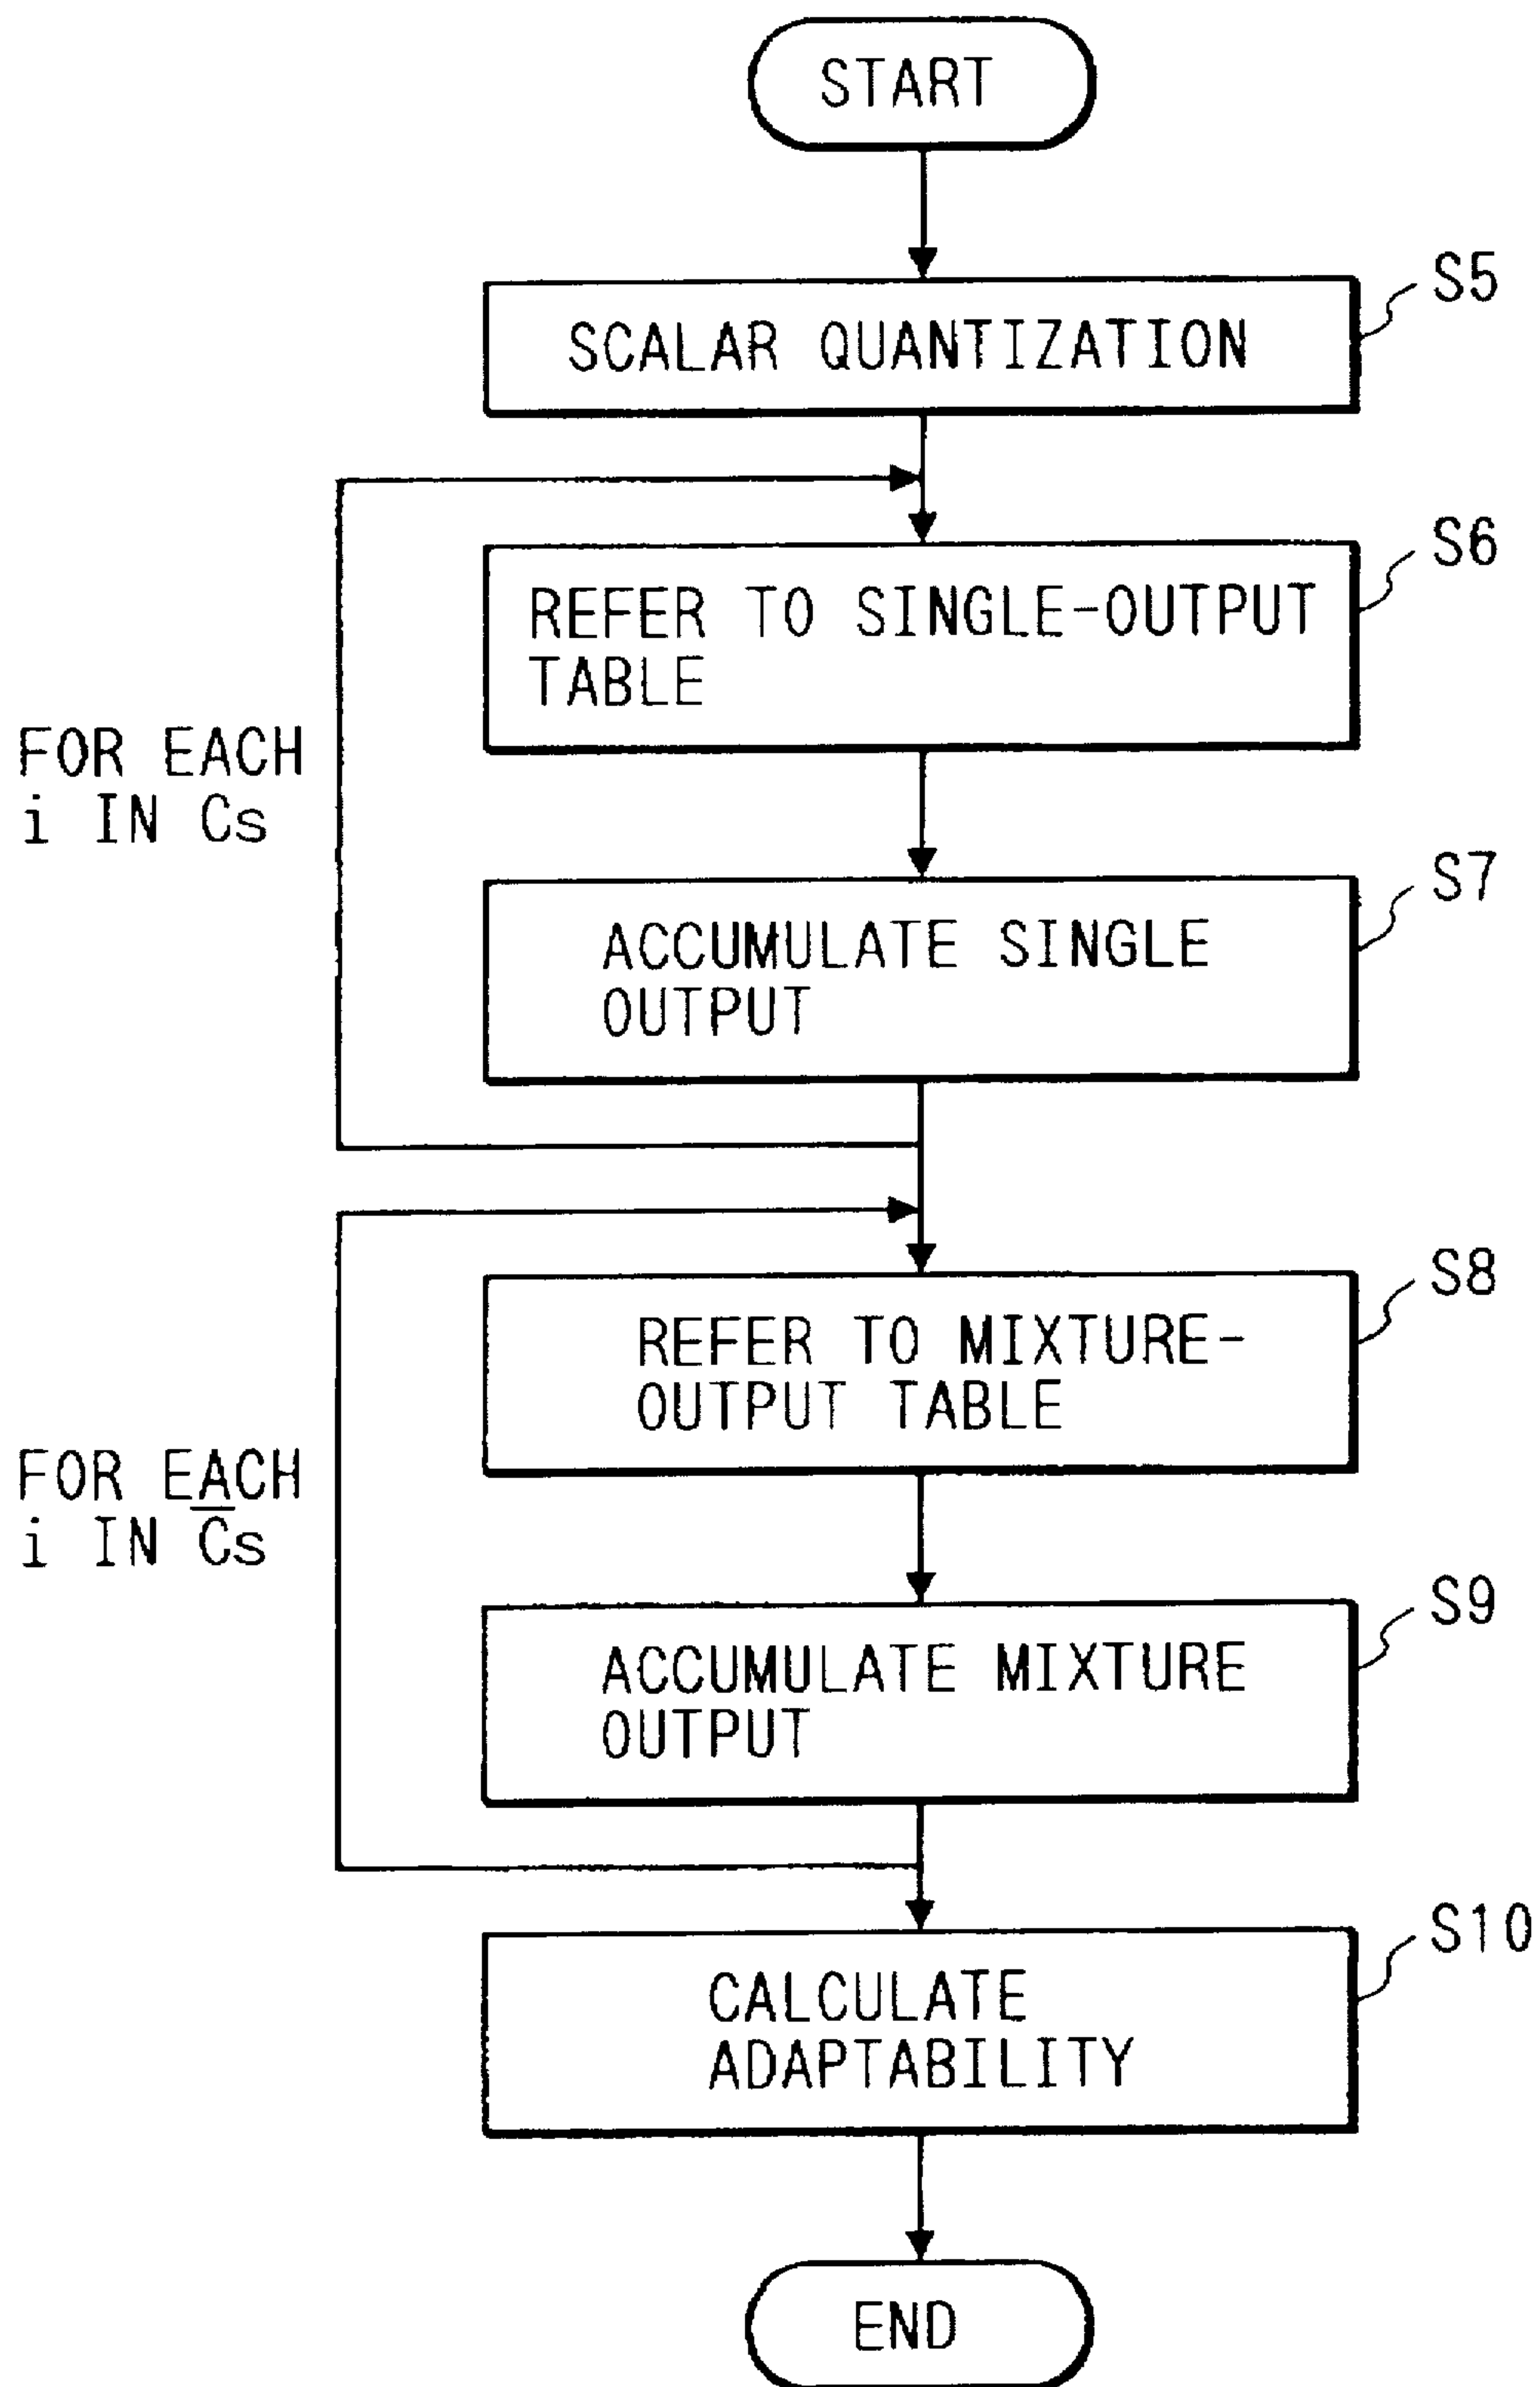 START
S5
SCALAR QUANTIZATION
S6
REFER TO SINGLE-OUTPUT
TABLE
FOR EACH
i IN Cs
S7
ACCUMULATE SINGLE
OUTPUT
S8
REFER TO MIXTURE-
OUTPUT TABLE
FOR EACH
i IN C̅s
S9
ACCUMULATE MIXTURE
OUTPUT
S10
CALCULATE
ADAPTABILITY
END